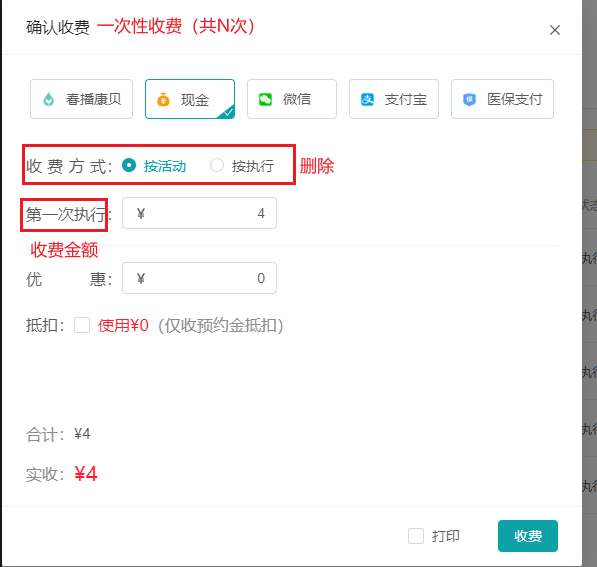 确认收费 一次性收费（共N次）
春播康贝 现金 微信 支付宝 医保支付
收费方式： 按活动 按执行 删除
第一次执行： ¥ 4
收费金额
优惠： ¥ 0
抵扣： 使用¥0（仅收预约金抵扣）
合计：¥4
实收：¥4
打印 收费
执行
执行
执行
执行
执行